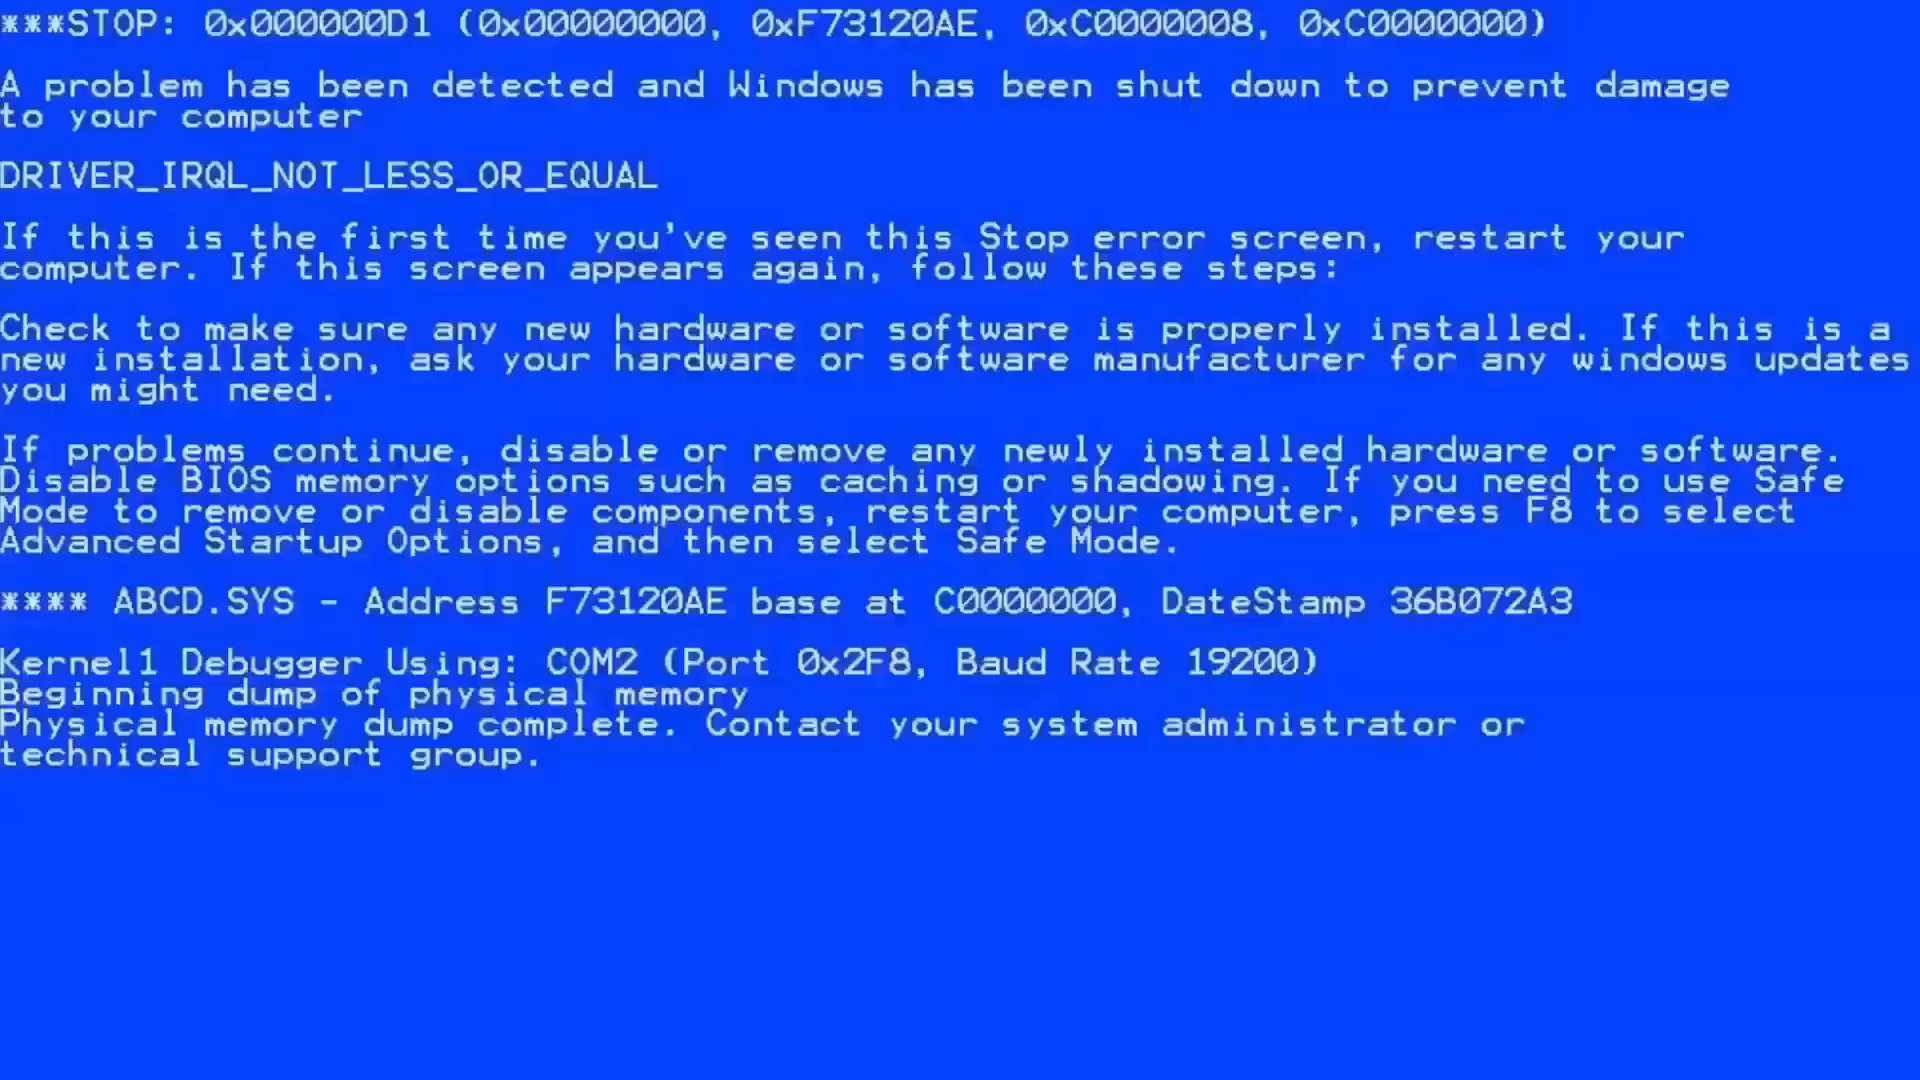 ***STOP: 0x000000D1 (0x00000000, 0xF73120AE, 0xC0000008, 0xC0000000)
A problem has been detected and Windows has been shut down to prevent damage
to your computer
DRIVER_IRQL_NOT_LESS_OR_EQUAL
If this is the first time you've seen this Stop error screen, restart your
computer. If this screen appears again, follow these steps:
Check to make sure any new hardware or software is properly installed. If this is a
new installation, ask your hardware or software manufacturer for any windows updates
you might need.
If problems continue, disable or remove any newly installed hardware or software.
Disable BIOS memory options such as caching or shadowing. If you need to use Safe
Mode to remove or disable components, restart your computer, press F8 to select
Advanced Startup Options, and then select Safe Mode.
**** ABCD.SYS - Address F73120AE base at C0000000, DateStamp 36B072A3
Kernel1 Debugger Using: COM2 (Port 0x2F8, Baud Rate 19200)
Beginning dump of physical memory
Physical memory dump complete. Contact your system administrator or
technical support group.